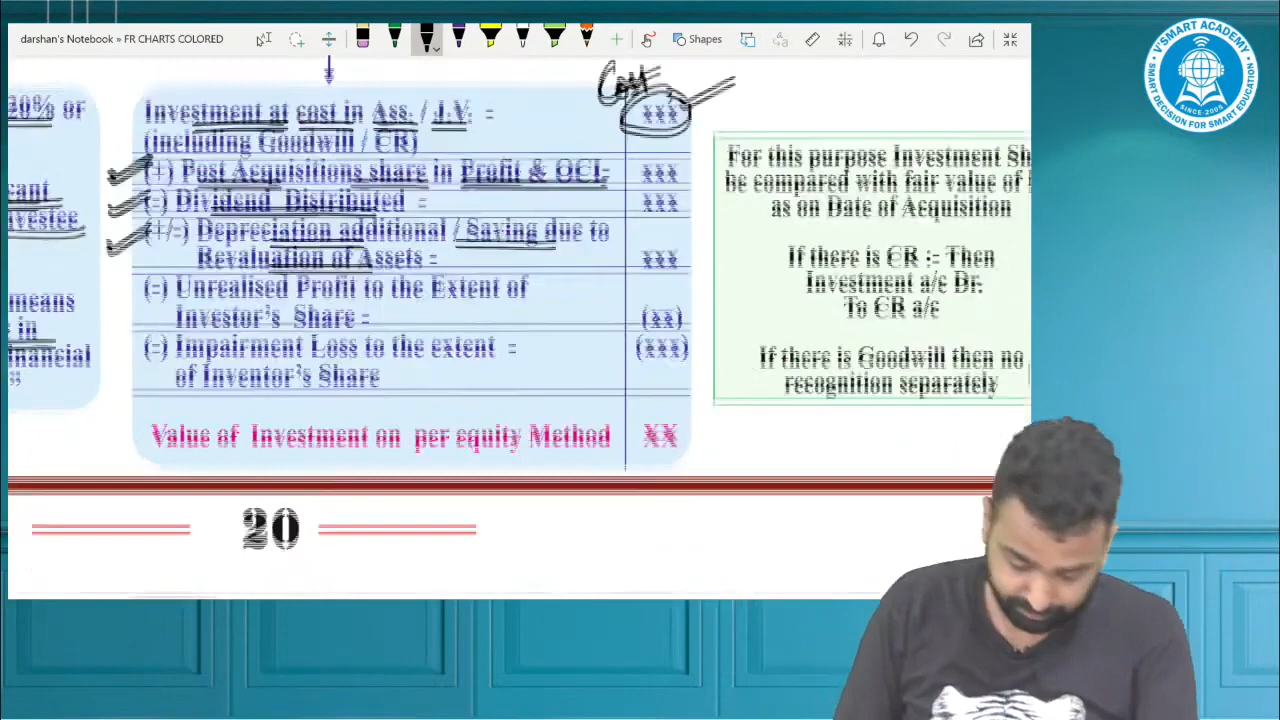 darshan's Notebook » FR CHARTS COLORED
Shapes
V'SMART ACADEMY
SMART DECISION FOR SMART EDUCATION
SINCE-2005
20% or
cant
vestee.
means
s in
inancial
”
Cost
Investment at cost in Ass. / J.V. = xxx
(including Goodwill / CR)
(+) Post Acquisitions share in Profit & OCI- xxx
(-) Dividend Distributed = xxx
(+/-) Depreciation additional / Saving due to
Revaluation of Assets = xxx
(-) Unrealised Profit to the Extent of
Investor’s Share = (xx)
(-) Impairment Loss to the extent = (xxx)
of Inventor’s Share
Value of Investment on per equity Method XX
For this purpose Investment Sh
be compared with fair value of
as on Date of Acquisition
If there is CR :- Then
Investment a/c Dr.
To CR a/c
If there is Goodwill then no
recognition separately
20